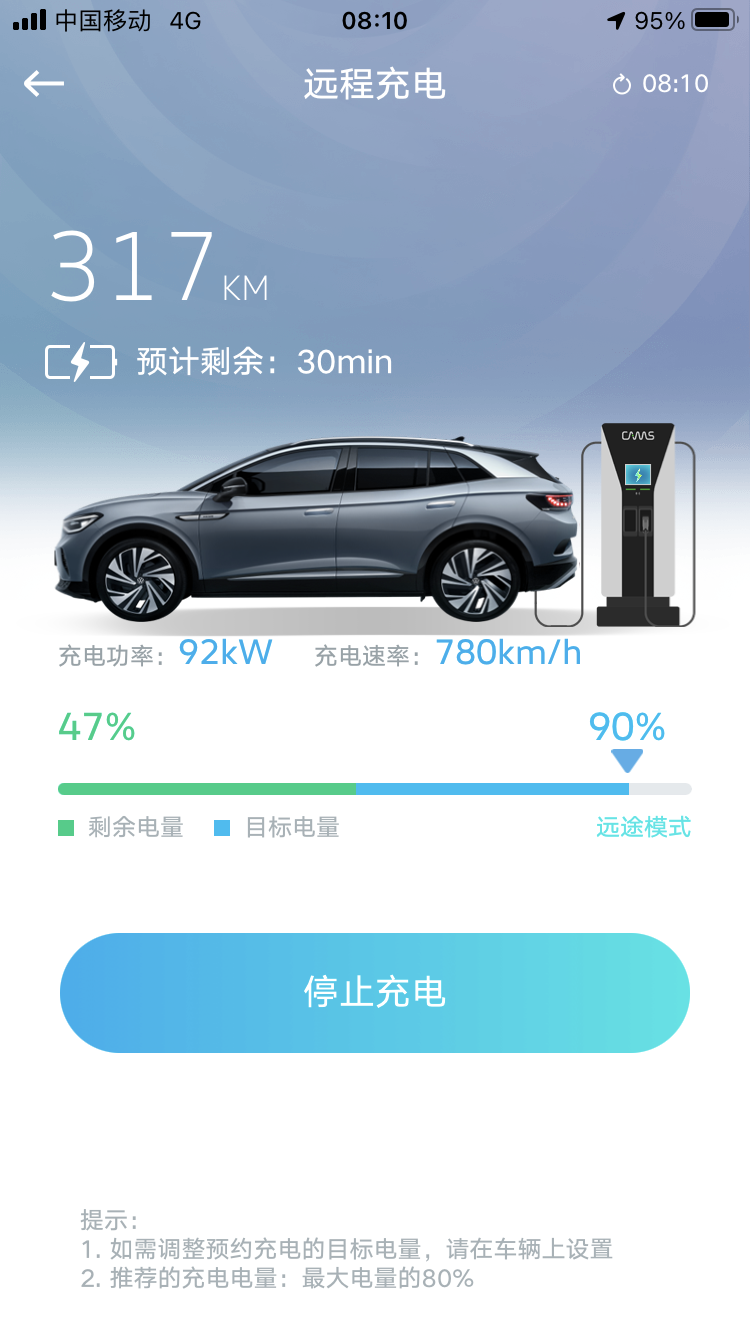 中国移动 4G 08:10 95%
远程充电 08:10
317KM
预计剩余：30min
CAMS
充电功率：92kW 充电速率：780km/h
47% 90%
剩余电量 目标电量 远途模式
停止充电
提示：
1. 如需调整预约充电的目标电量，请在车辆上设置
2. 推荐的充电电量：最大电量的80%